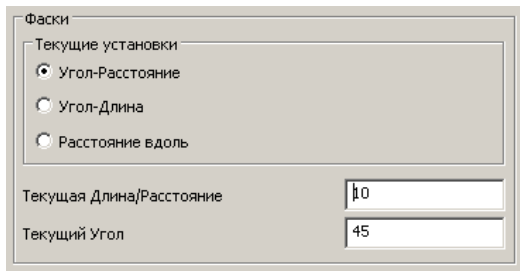 Фаски
Текущие установки
Угол-Расстояние
Угол-Длина
Расстояние вдоль
Текущая Длина/Расстояние 10
Текущий Угол 45